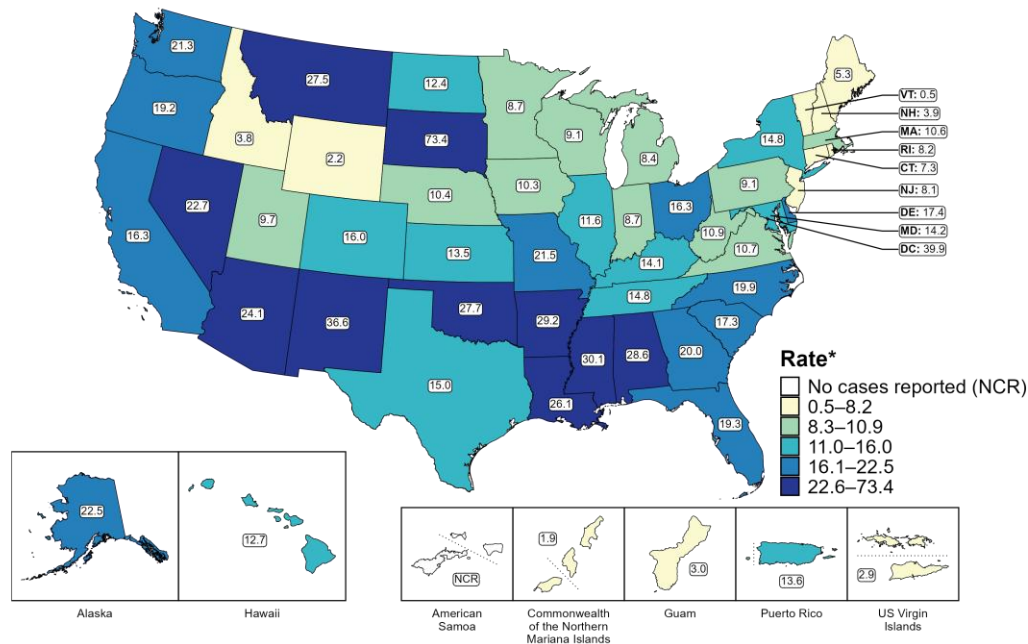 21.3
27.5
12.4
8.7
5.3
VT: 0.5
NH: 3.9
MA: 10.6
RI: 8.2
CT: 7.3
NJ: 8.1
DE: 17.4
MD: 14.2
DC: 39.9
19.2
3.8
2.2
73.4
9.1
8.4
14.8
22.7
9.7
16.0
10.4
10.3
11.6
8.7
16.3
9.1
10.9
10.7
16.3
13.5
21.5
14.1
14.8
19.9
17.3
24.1
36.6
27.7
29.2
30.1
28.6
20.0
15.0
26.1
19.3
Rate*
No cases reported (NCR)
0.5–8.2
8.3–10.9
11.0–16.0
16.1–22.5
22.6–73.4
22.5
12.7
NCR
1.9
3.0
13.6
2.9
Alaska
Hawaii
American
Samoa
Commonwealth
of the Northern
Mariana Islands
Guam
Puerto Rico
US Virgin
Islands